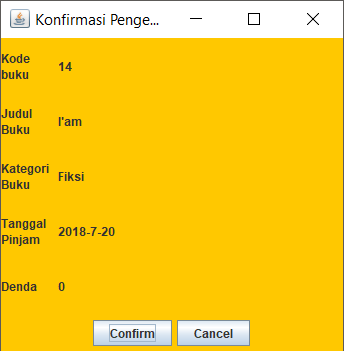 Konfirmasi Penge...
Kode
buku
14
Judul
Buku
I'am
Kategori
Buku
Fiksi
Tanggal
Pinjam
2018-7-20
Denda
0
Confirm
Cancel